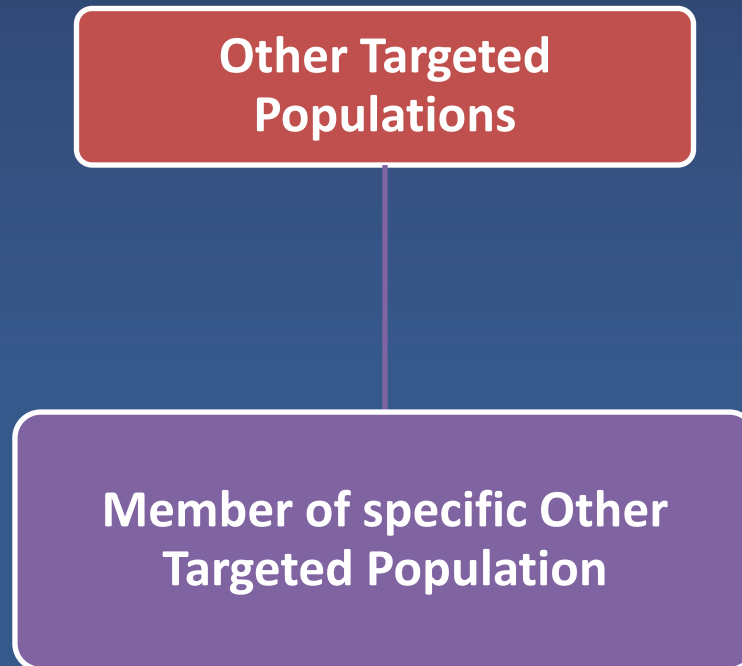 Other Targeted
Populations
Member of specific Other
Targeted Population